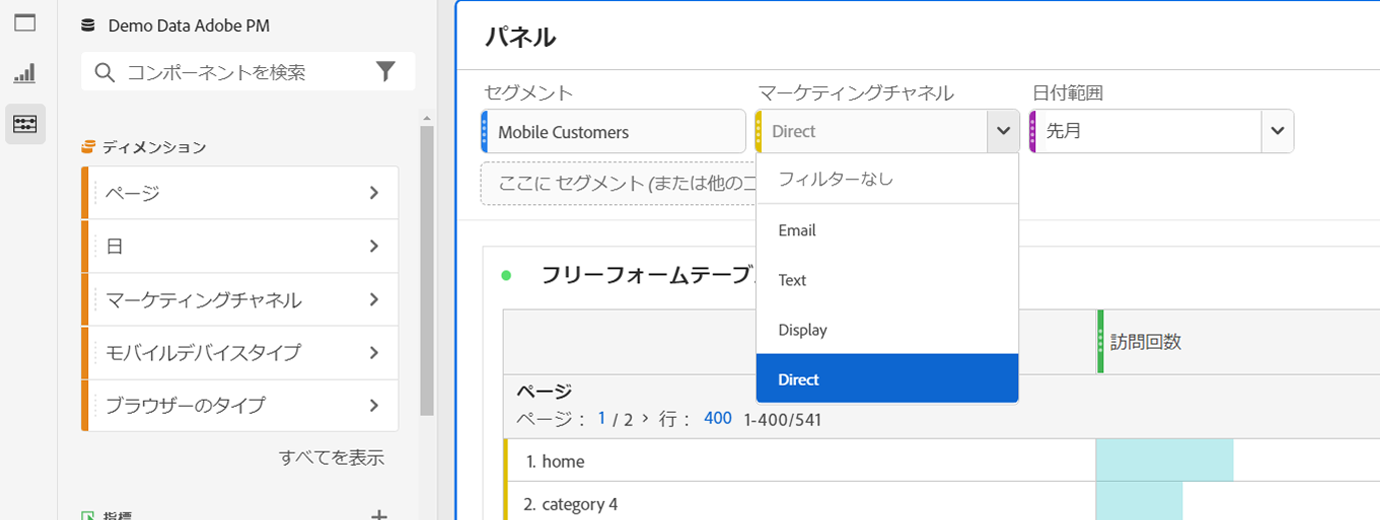 Demo Data Adobe PM
コンポーネントを検索
ディメンション
ページ
日
マーケティングチャネル
モバイルデバイスタイプ
ブラウザーのタイプ
すべてを表示
指標
パネル
セグメント
Mobile Customers
マーケティングチャネル
Direct
日付範囲
先月
ここに セグメント (または他のコ
フィルターなし
Email
Text
Display
Direct
フリーフォームテーブ
訪問回数
ページ
ページ： 1 / 2 > 行： 400 1-400/541
1. home
2. category 4